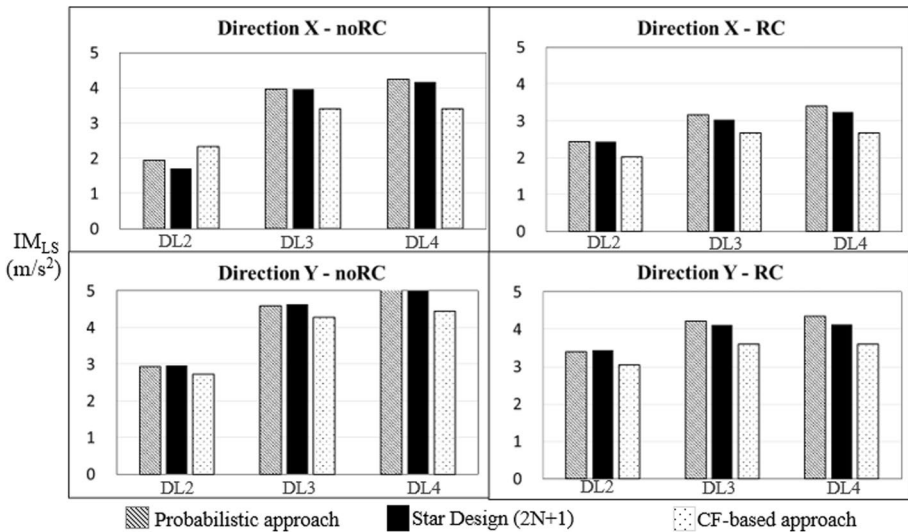 Direction X - noRC
5
4
3
2
1
0
DL2 DL3 DL4
Direction X - RC
5
4
3
2
1
0
DL2 DL3 DL4
IM_LS
(m/s²)
Direction Y - noRC
5
4
3
2
1
0
DL2 DL3 DL4
Direction Y - RC
5
4
3
2
1
0
DL2 DL3 DL4
Probabilistic approach Star Design (2N+1) CF-based approach